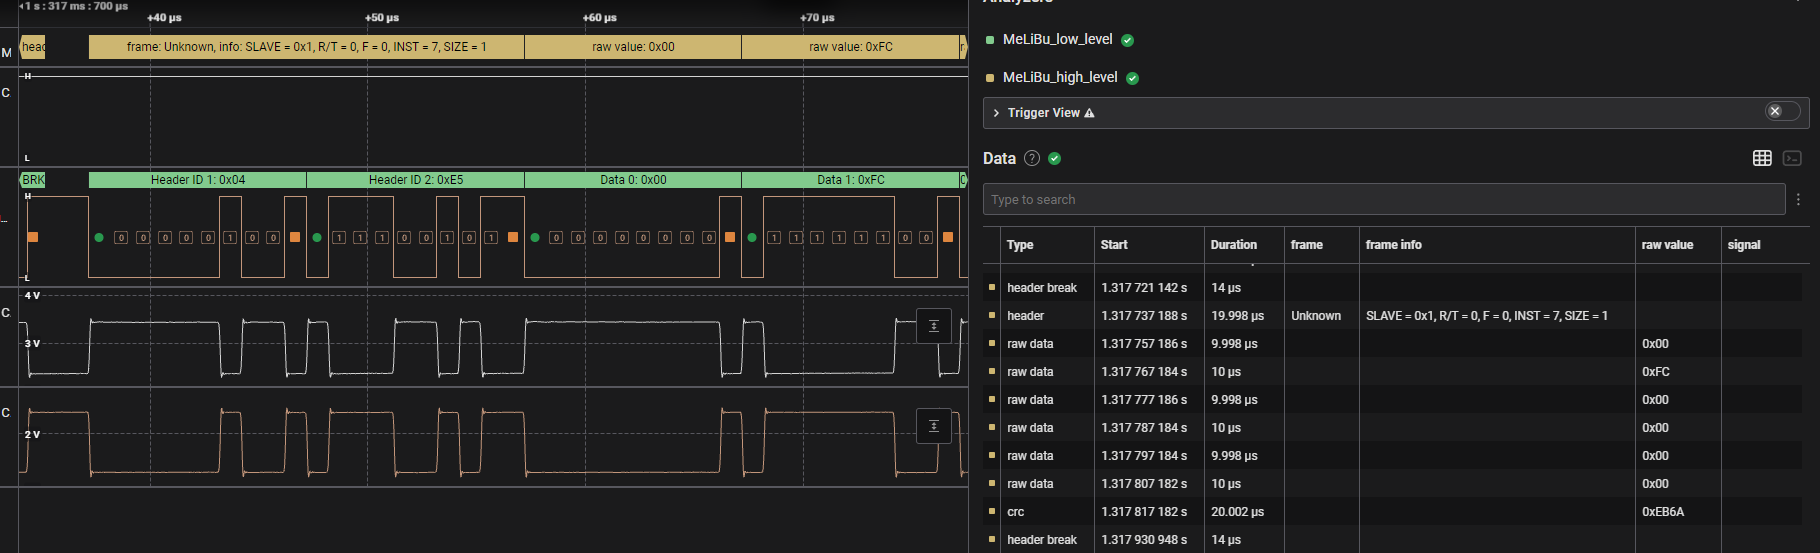 1 s : 317 ms : 700 µs
+40 µs +50 µs +60 µs +70 µs
M
head
frame: Unknown, info: SLAVE = 0x1, R/T = 0, F = 0, INST = 7, SIZE = 1
raw value: 0x00
raw value: 0xFC
r
H
C
L
BRK
Header ID 1: 0x04
Header ID 2: 0xE5
Data 0: 0x00
Data 1: 0xFC
C
H
...
0 0 0 0 0 1 0 0 1 1 1 0 0 1 0 1 0 0 0 0 0 0 0 0 1 1 1 1 1 1 0 0
L
4 V
C
3 V
C
2 V
Analyzers
MeLiBu_low_level
MeLiBu_high_level
Trigger View
Data
Type to search
Type Start Duration frame frame info raw value signal
header break 1.317 721 142 s 14 µs
header 1.317 737 188 s 19.998 µs Unknown SLAVE = 0x1, R/T = 0, F = 0, INST = 7, SIZE = 1
raw data 1.317 757 186 s 9.998 µs 0x00
raw data 1.317 767 184 s 10 µs 0xFC
raw data 1.317 777 186 s 9.998 µs 0x00
raw data 1.317 787 184 s 10 µs 0x00
raw data 1.317 797 184 s 9.998 µs 0x00
raw data 1.317 807 182 s 10 µs 0x00
crc 1.317 817 182 s 20.002 µs 0xEB6A
header break 1.317 930 948 s 14 µs